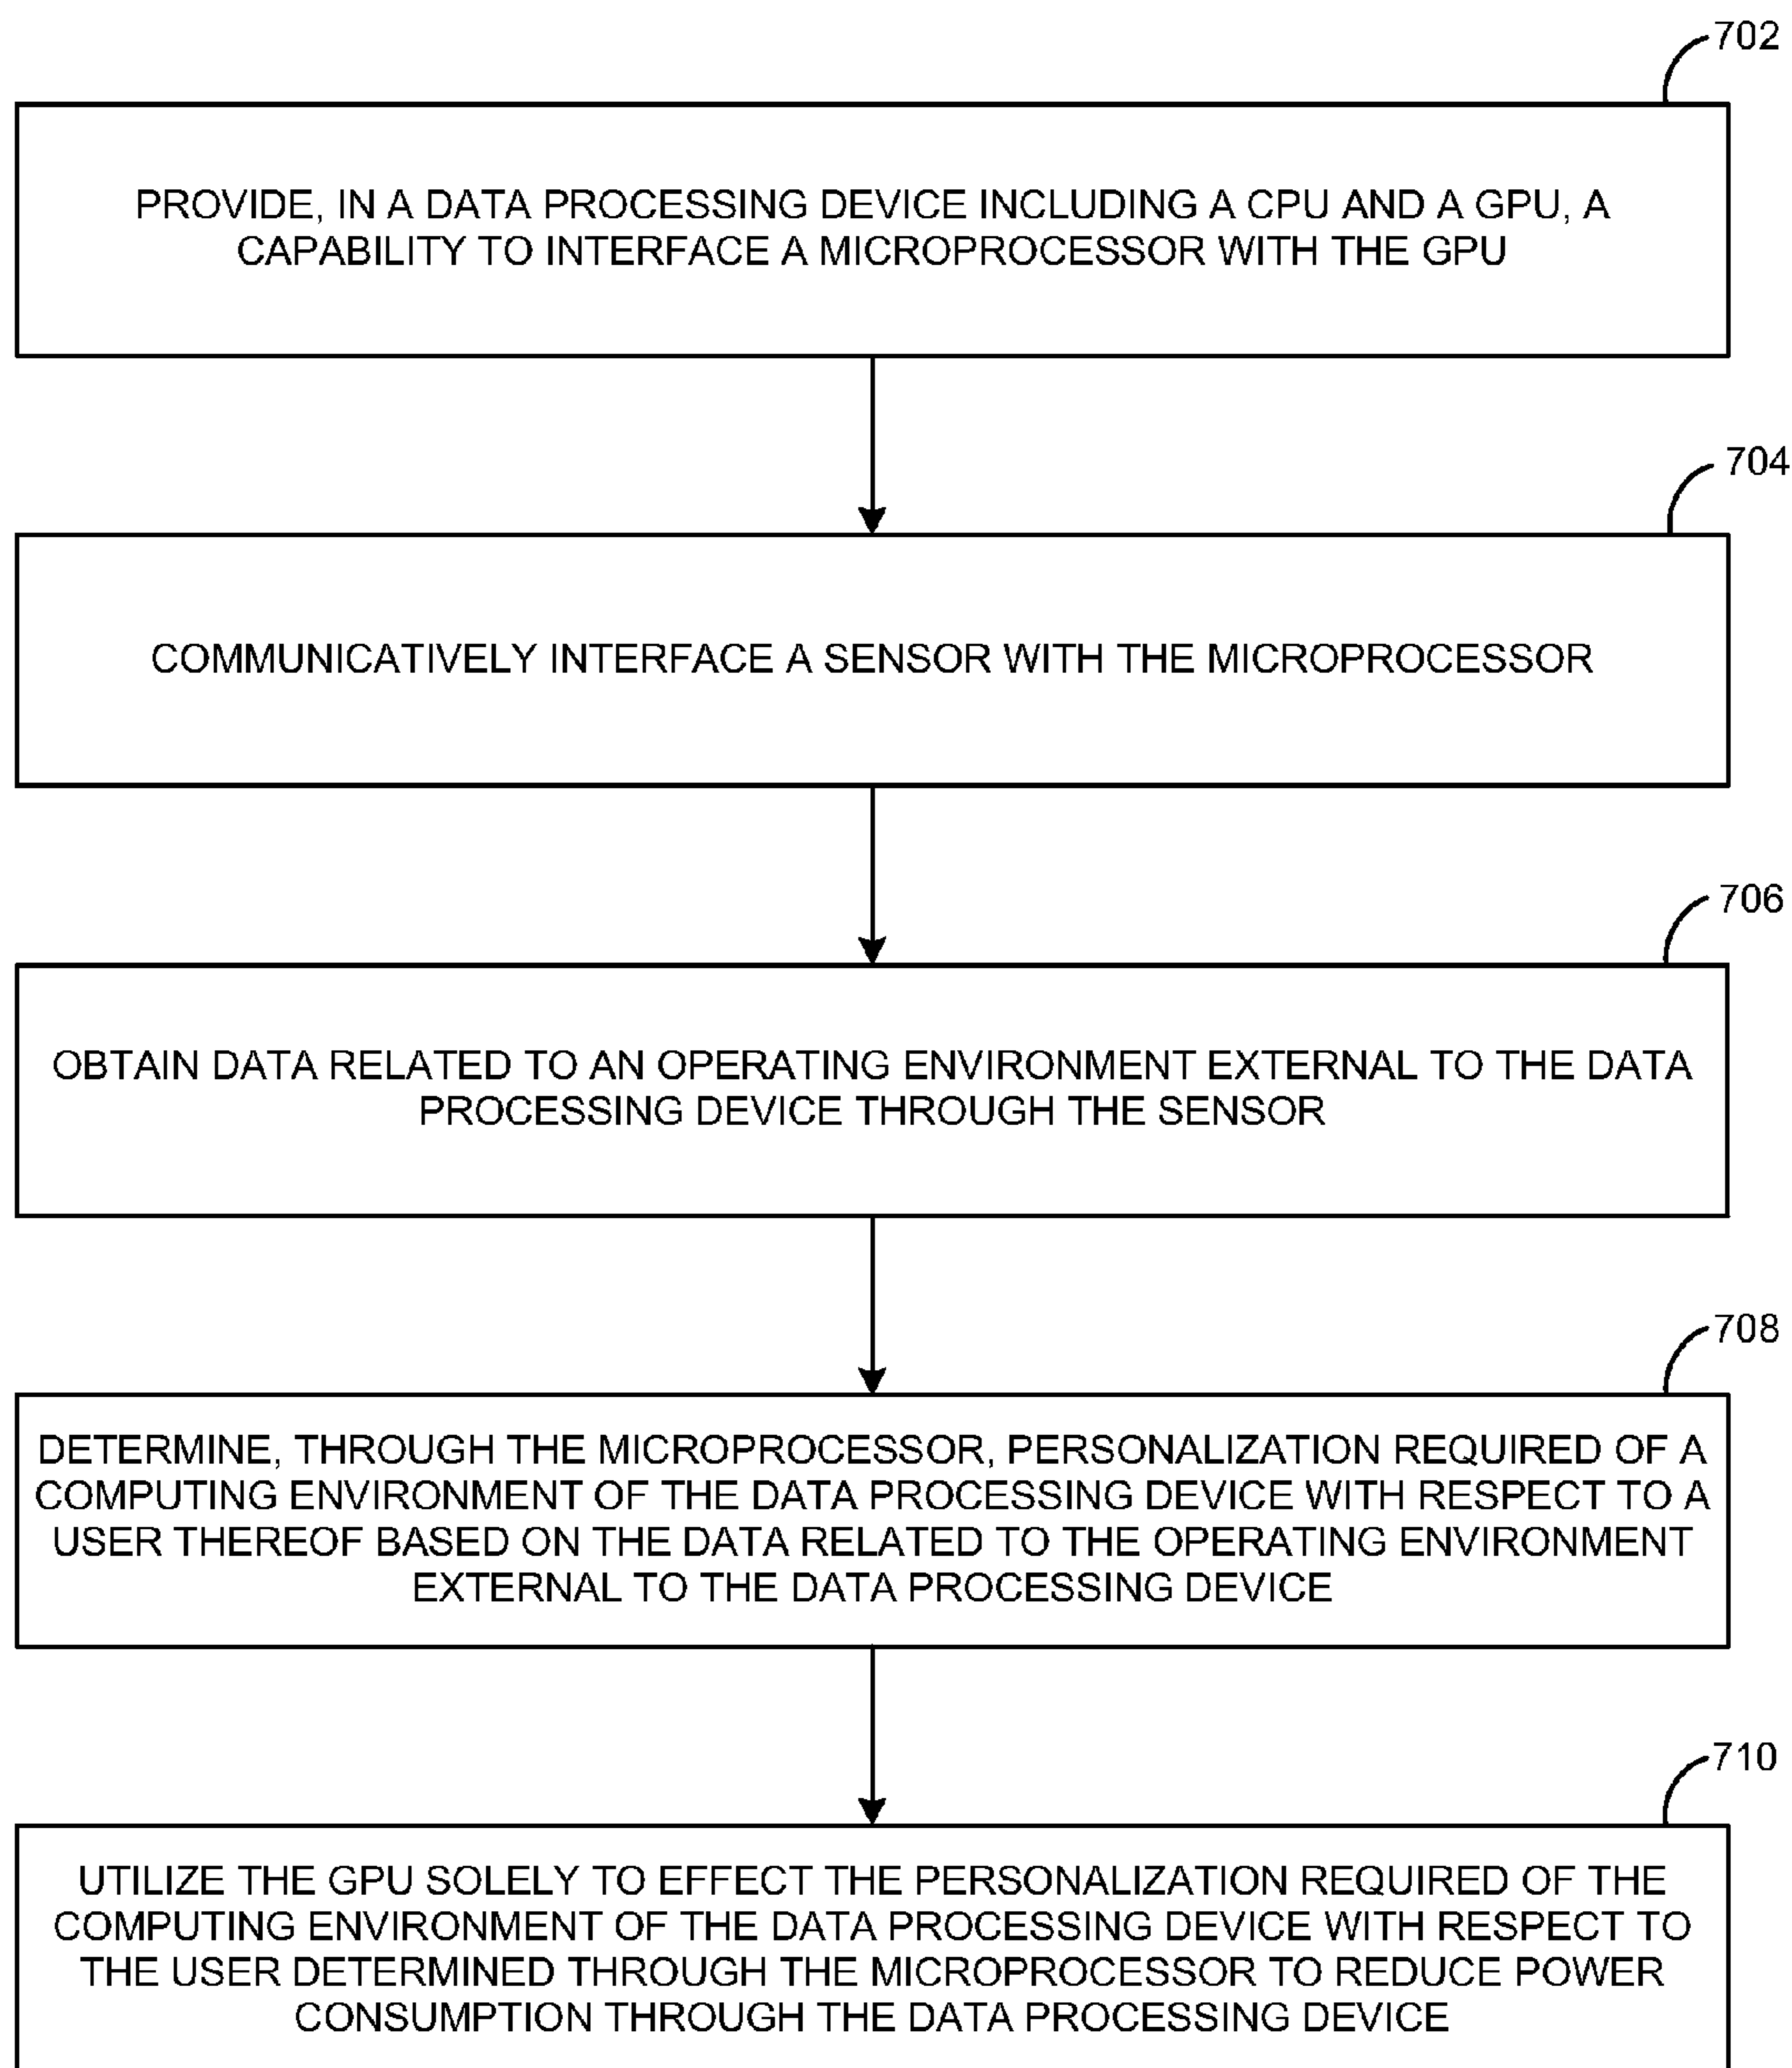 702
PROVIDE, IN A DATA PROCESSING DEVICE INCLUDING A CPU AND A GPU, A
CAPABILITY TO INTERFACE A MICROPROCESSOR WITH THE GPU
704
COMMUNICATIVELY INTERFACE A SENSOR WITH THE MICROPROCESSOR
706
OBTAIN DATA RELATED TO AN OPERATING ENVIRONMENT EXTERNAL TO THE DATA
PROCESSING DEVICE THROUGH THE SENSOR
708
DETERMINE, THROUGH THE MICROPROCESSOR, PERSONALIZATION REQUIRED OF A
COMPUTING ENVIRONMENT OF THE DATA PROCESSING DEVICE WITH RESPECT TO A
USER THEREOF BASED ON THE DATA RELATED TO THE OPERATING ENVIRONMENT
EXTERNAL TO THE DATA PROCESSING DEVICE
710
UTILIZE THE GPU SOLELY TO EFFECT THE PERSONALIZATION REQUIRED OF THE
COMPUTING ENVIRONMENT OF THE DATA PROCESSING DEVICE WITH RESPECT TO
THE USER DETERMINED THROUGH THE MICROPROCESSOR TO REDUCE POWER
CONSUMPTION THROUGH THE DATA PROCESSING DEVICE